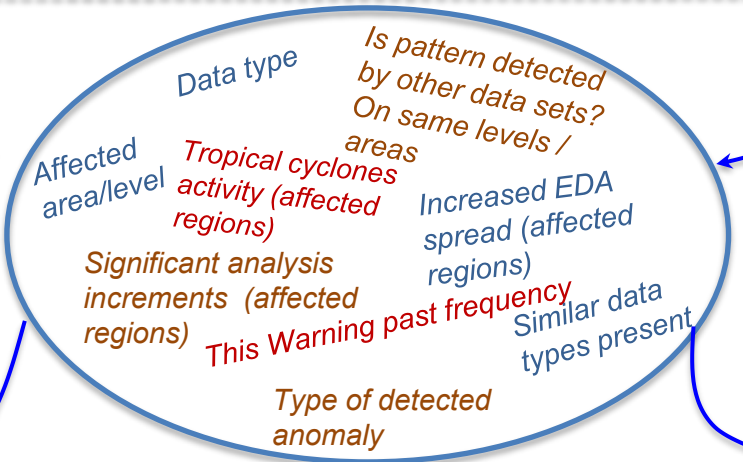 Data type
Is pattern detected
by other data sets?
On same levels /
areas
Affected
area/level
Tropical cyclones
activity (affected
regions)
Increased EDA
spread (affected
regions)
Significant analysis
increments (affected
regions)
This Warning past frequency
Similar data
types present
Type of detected
anomaly